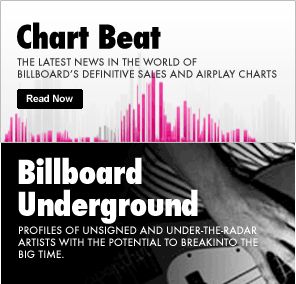 Chart Beat
THE LATEST NEWS IN THE WORLD OF
BILLBOARD'S DEFINITIVE SALES AND AIRPLAY CHARTS
Read Now
Billboard
Underground
PROFILES OF UNSIGNED AND UNDER-THE-RADAR
ARTISTS WITH THE POTENTIAL TO BREAKINTO THE
BIG TIME.